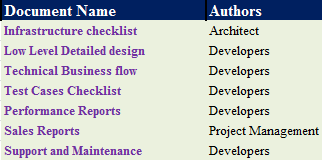 Document Name Authors
Infrastructure checklist Architect
Low Level Detailed design Developers
Technical Business flow Developers
Test Cases Checklist Developers
Performance Reports Developers
Sales Reports Project Management
Support and Maintenance Developers